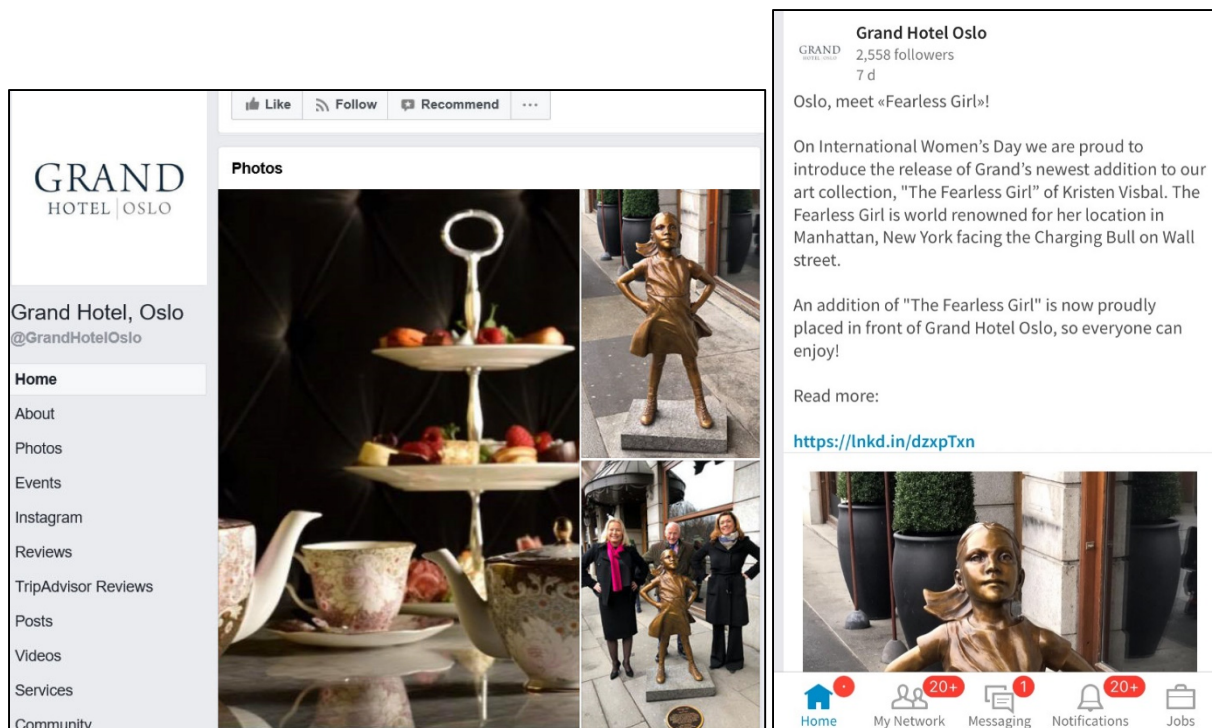 Like
Follow
Recommend
...
GRAND
HOTEL | OSLO
Photos
Grand Hotel, Oslo
@GrandHotelOslo
Home
About
Photos
Events
Instagram
Reviews
TripAdvisor Reviews
Posts
Videos
Services
Community
Grand Hotel Oslo
GRAND
HOTEL | OSLO
2,558 followers
7 d
Oslo, meet «Fearless Girl»!
On International Women’s Day we are proud to
introduce the release of Grand’s newest addition to our
art collection, "The Fearless Girl” of Kristen Visbal. The
Fearless Girl is world renowned for her location in
Manhattan, New York facing the Charging Bull on Wall
street.
An addition of "The Fearless Girl" is now proudly
placed in front of Grand Hotel Oslo, so everyone can
enjoy!
Read more:
https://lnkd.in/dzxpTxn
20+
1
20+
Home
My Network
Messaging
Notifications
Jobs